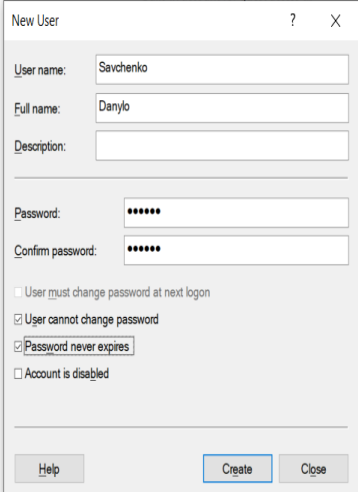 New User ? X
User name: Savchenko
Full name: Danylo
Description:
Password: ●●●●●●
Confirm password: ●●●●●●
User must change password at next logon
User cannot change password
Password never expires
Account is disabled
Help Create Close